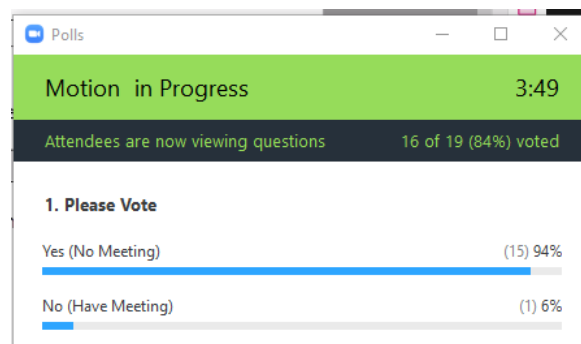 Polls
Motion in Progress 3:49
Attendees are now viewing questions 16 of 19 (84%) voted
1. Please Vote
Yes (No Meeting) (15) 94%
No (Have Meeting) (1) 6%